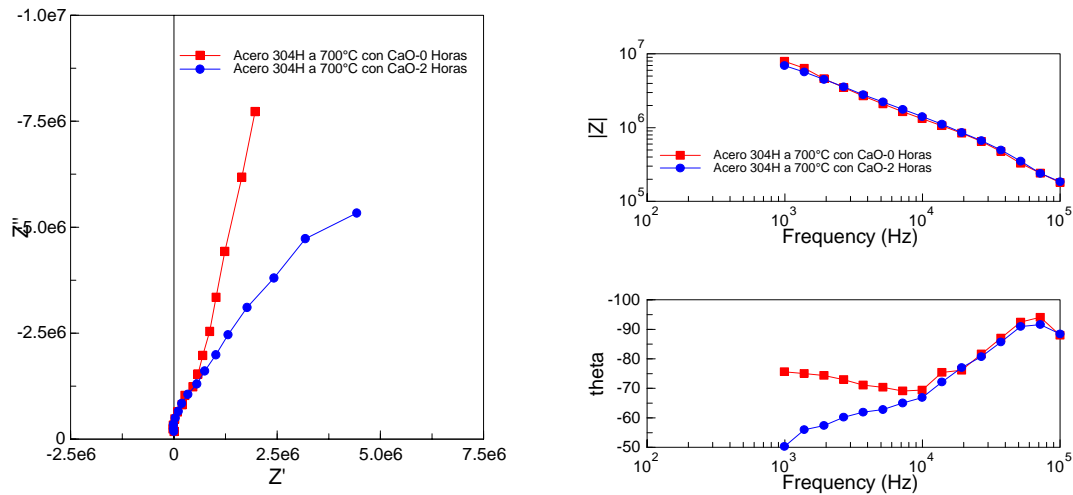 -1.0e7
-7.5e6
-5.0e6
-2.5e6
0
Z''
Acero 304H a 700°C con CaO-0 Horas
Acero 304H a 700°C con CaO-2 Horas
-2.5e6 0 2.5e6 5.0e6 7.5e6
Z'
10^7
10^6
10^5
|Z|
Acero 304H a 700°C con CaO-0 Horas
Acero 304H a 700°C con CaO-2 Horas
10^2 10^3 10^4 10^5
Frequency (Hz)
-100
-90
-80
-70
-60
-50
theta
10^2 10^3 10^4 10^5
Frequency (Hz)